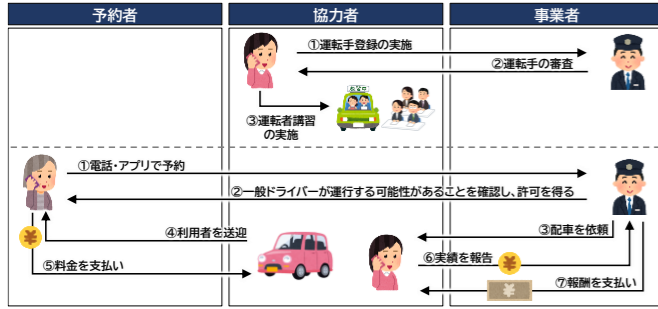 予約者
協力者
事業者
①運転手登録の実施
②運転手の審査
③運転者講習
の実施
①電話・アプリで予約
②一般ドライバーが運行する可能性があることを確認し、許可を得る
③配車を依頼
④利用者を送迎
⑤料金を支払い
⑥実績を報告
⑦報酬を支払い
¥
¥
¥